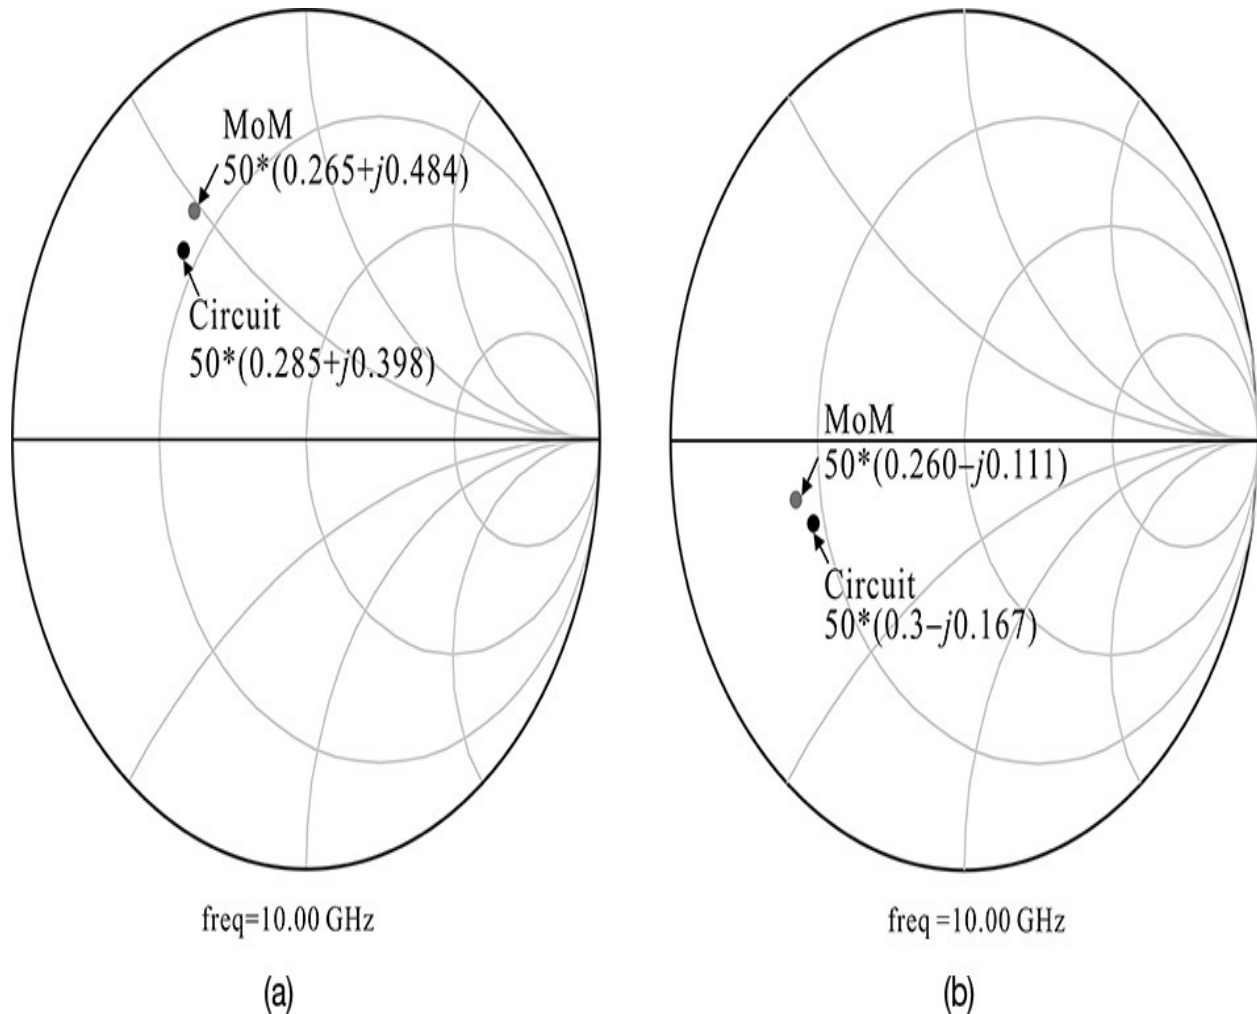 MoM
50*(0.265+j0.484)
Circuit
50*(0.285+j0.398)
freq=10.00 GHz
(a)
MoM
50*(0.260–j0.111)
Circuit
50*(0.3–j0.167)
freq =10.00 GHz
(b)